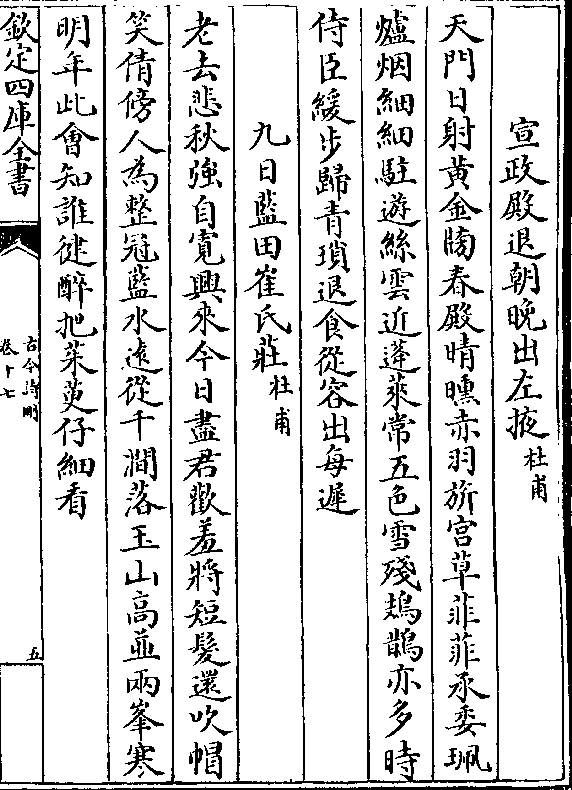 宣政殿退朝晩出左掖杜甫
天門日射黄金牓春殿晴曛赤羽旂宫草菲菲承委珮
爐烟細細駐遊絲雲近蓬萊常五色雪殘鳷鵲亦多時
侍臣緩步歸青瑣退食從容出每遲
九日藍田崔氏莊杜甫
老去悲秋強自寛興來今日盡君歡羞將短髮還吹帽
笑倩傍人為整冠藍水遠從千澗落玉山高並兩峯寒
明年此會知誰健醉把茱萸仔細看
欽定四庫全書
古今詩刪
卷十七
五